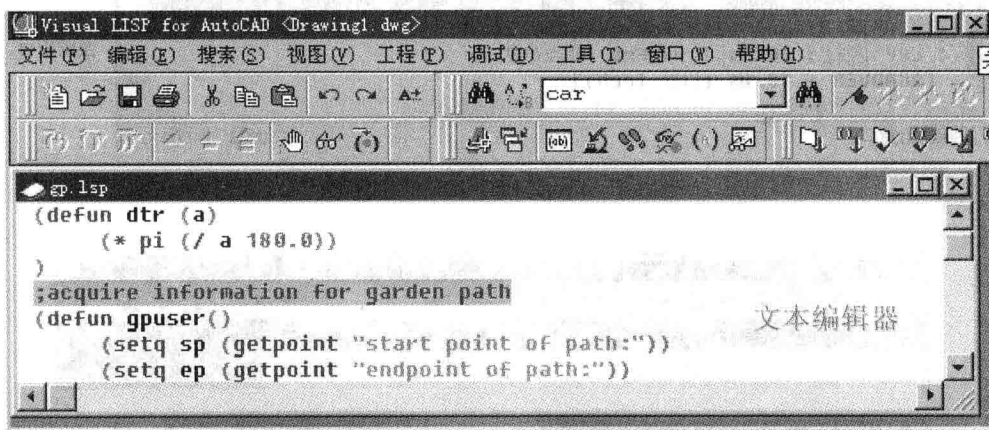 Visual LISP for AutoCAD <Drawing1.dwg>
文件(F) 编辑(E) 搜索(S) 视图(V) 工程(P) 调试(D) 工具(T) 窗口(W) 帮助(H)
car
gp.lsp
(defun dtr (a)
(* pi (/ a 180.0))
)
;acquire information for garden path
(defun gpuser()
文本编辑器
(setq sp (getpoint "start point of path:"))
(setq ep (getpoint "endpoint of path:"))